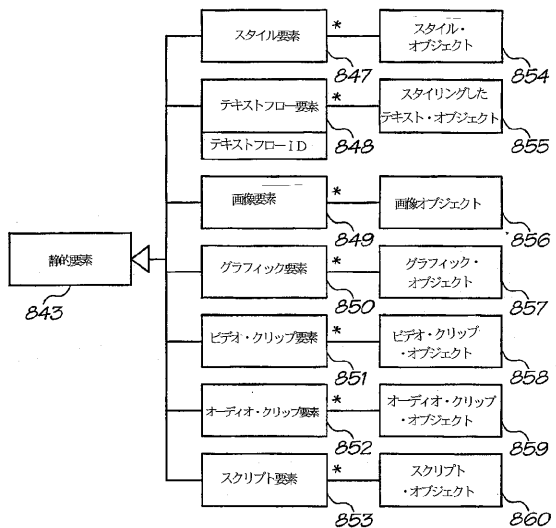 スタイル要素
*
847
スタイル・
オブジェクト
854
テキストフロー要素
テキストフローID
*
848
スタイリングした
テキスト・オブジェクト
855
画像要素
*
849
画像オブジェクト
856
静的要素
843
グラフィック要素
*
850
グラフィック・
オブジェクト
857
ビデオ・クリップ要素
*
851
ビデオ・クリップ
・オブジェクト
858
オーディオ・クリップ要素
*
852
オーディオ・クリップ
・オブジェクト
859
スクリプト要素
*
853
スクリプト
・オブジェクト
860